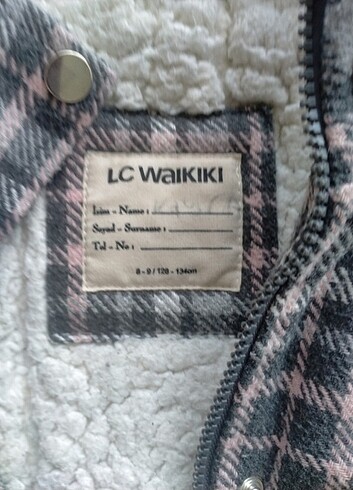 LC WAIKIKI
İsim - Name :
Soyad - Surname :
Tel - No :
8 - 9 / 128 - 134cm